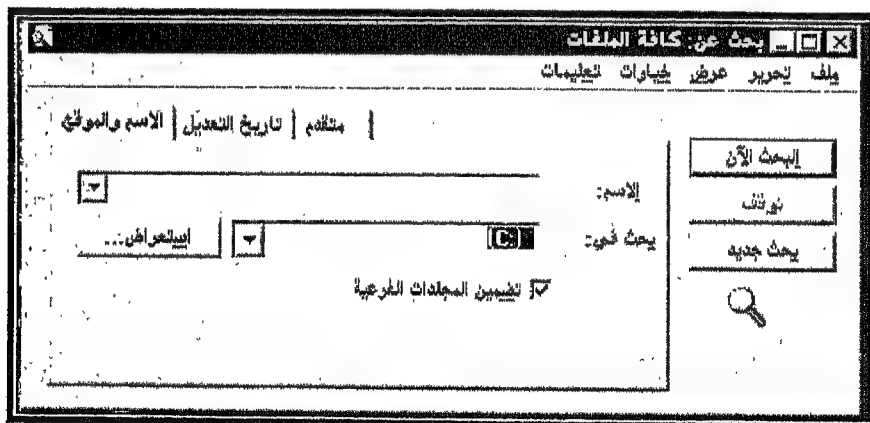 بحث عن: كافة الملفات
ملف تحرير عرض خيارات تعليمات
الاسم والموقع تاريخ التعديل متقدم
البحث الآن
توقف
بحث جديد
الاسم:
بحث في: (C:) استعراض...
تضمين المجلدات الفرعية